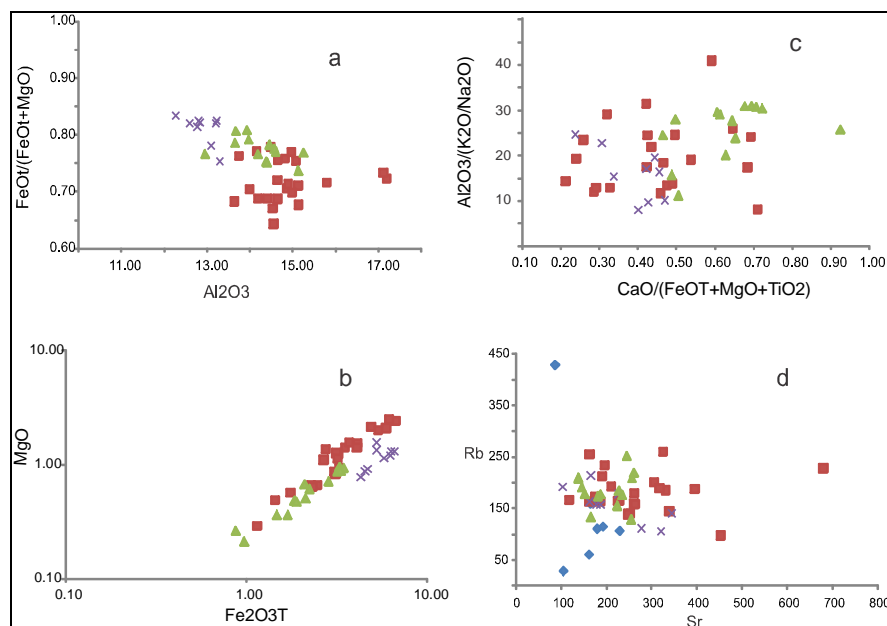 a
FeOt/(FeOt+MgO)
1.00
0.90
0.80
0.70
0.60
11.00 13.00 15.00 17.00
Al2O3
c
Al2O3/(K2O/Na2O)
40
30
20
10
0.10 0.20 0.30 0.40 0.50 0.60 0.70 0.80 0.90 1.00
CaO/(FeOT+MgO+TiO2)
b
MgO
10.00
1.00
0.10
0.10 1.00 10.00
Fe2O3T
d
Rb
450
350
250
150
50
0 100 200 300 400 500 600 700 800
Sr